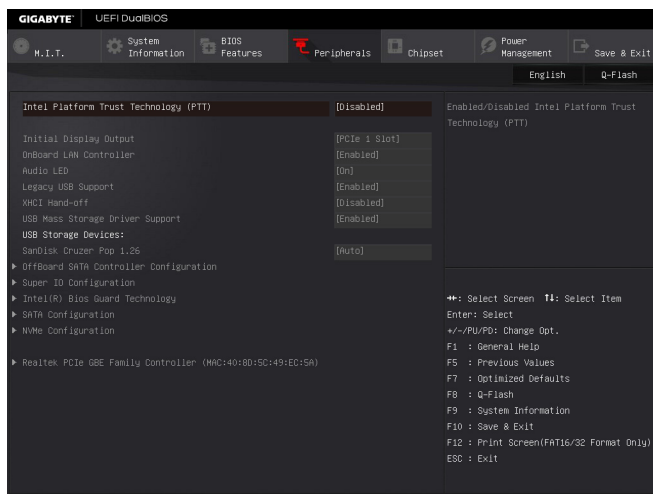 GIGABYTE™ UEFI DualBIOS
M.I.T. System Information BIOS Features Peripherals Chipset Power Management Save & Exit
English Q-Flash
Intel Platform Trust Technology (PTT) [Disabled]
Initial Display Output [PCIe 1 Slot]
OnBoard LAN Controller [Enabled]
Audio LED [On]
Legacy USB Support [Enabled]
XHCI Hand-off [Disabled]
USB Mass Storage Driver Support [Enabled]
USB Storage Devices:
SanDisk Cruzer Pop 1.26 [Auto]
OffBoard SATA Controller Configuration
Super IO Configuration
Intel(R) Bios Guard Technology
SATA Configuration
NVMe Configuration
Realtek PCIe GBE Family Controller (MAC:40:8D:5C:49:EC:5A)
Enabled/Disabled Intel Platform Trust
Technology (PTT)
→←: Select Screen ↑↓: Select Item
Enter: Select
+/-/PU/PD: Change Opt.
F1 : General Help
F5 : Previous Values
F7 : Optimized Defaults
F8 : Q-Flash
F9 : System Information
F10 : Save & Exit
F12 : Print Screen(FAT16/32 Format Only)
ESC : Exit